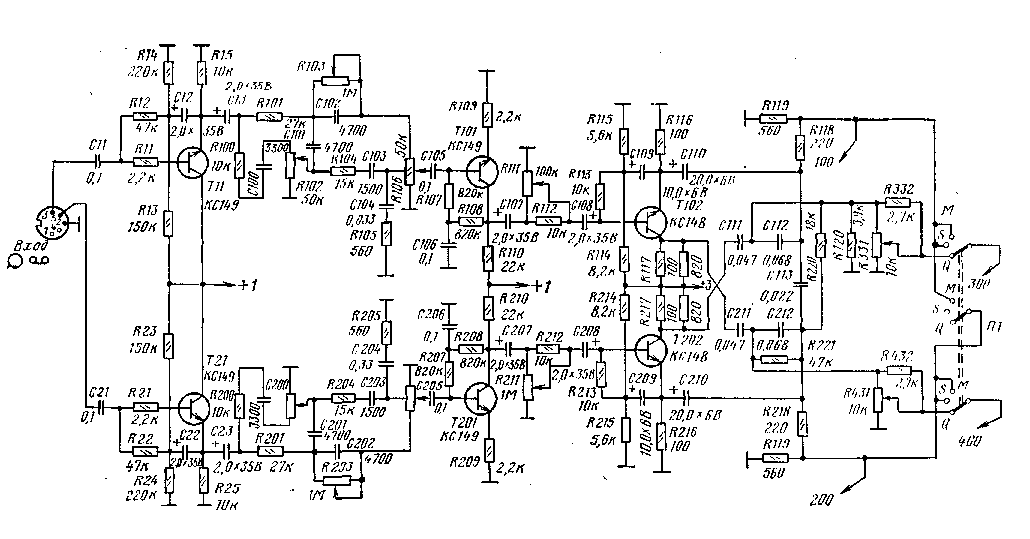 R14
220к
R15
10к
R103
1М
2,0×35В
C12
C13
R101
C102
R12
47к
2,0×
35В
27к
4700
R109
2,2к
C11
0,1
R11
2,2к
R100
10к
C101
3300
4700
R104
15к
C103
1500
50к
C105
0,1
T101
КС149
T11
КС149
C100
R102
50к
C104
0,033
R106
R107
820к
R108
820к
R111
100к
C107
2,0×35В
R112
10к
R113
10к
C108
2,0×35В
R115
5,6к
R116
100
C109
C110
20,0×6В
10,0×6В
T102
КС148
R119
560
R118
220
100
R13
150к
R105
560
C106
0,1
R110
22к
R114
8,2к
R117
100
820
C111
0,047
C112
0,068
C113
0,022
18к
R220
R120
3,9к
R331
10к
R332
2,7к
M
S
Q
300
Вход
+1
+1
+3
R23
150к
R205
560
C204
0,33
C206
0,1
R210
22к
R214
8,2к
R217
100
820
C211
0,047
C212
0,068
M
S
Q
П1
T21
КС149
C200
3300
R204
15к
C203
1500
R207
820к
R208
820к
C207
2,0×35В
R212
10к
C208
2,0×35В
T202
КС148
R221
47к
R432
2,7к
C21
0,1
R21
2,2к
R200
10к
C201
4700
C205
0,1
R211
1М
R213
10к
C209
10,0×6В
C210
20,0×6В
R431
10к
M
S
Q
400
R22
47к
C22
2,0×35В
C23
2,0×35В
R201
27к
C202
4700
T201
КС149
R215
5,6к
R216
100
R218
220
R119
560
R24
220к
R25
10к
R203
1М
R209
2,2к
200